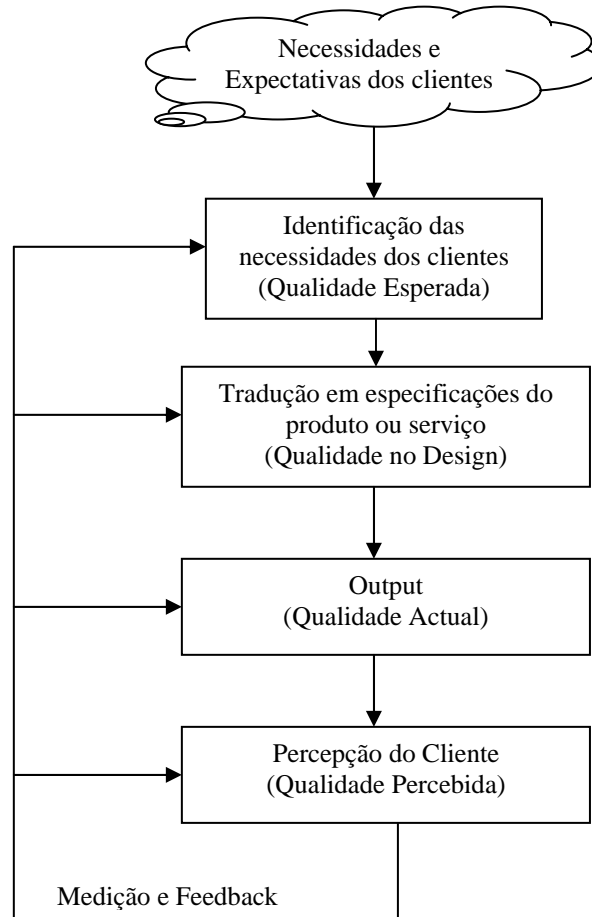 Necessidades e
Expectativas dos clientes
Identificação das
necessidades dos clientes
(Qualidade Esperada)
Tradução em especificações do
produto ou serviço
(Qualidade no Design)
Output
(Qualidade Actual)
Percepção do Cliente
(Qualidade Percebida)
Medição e Feedback